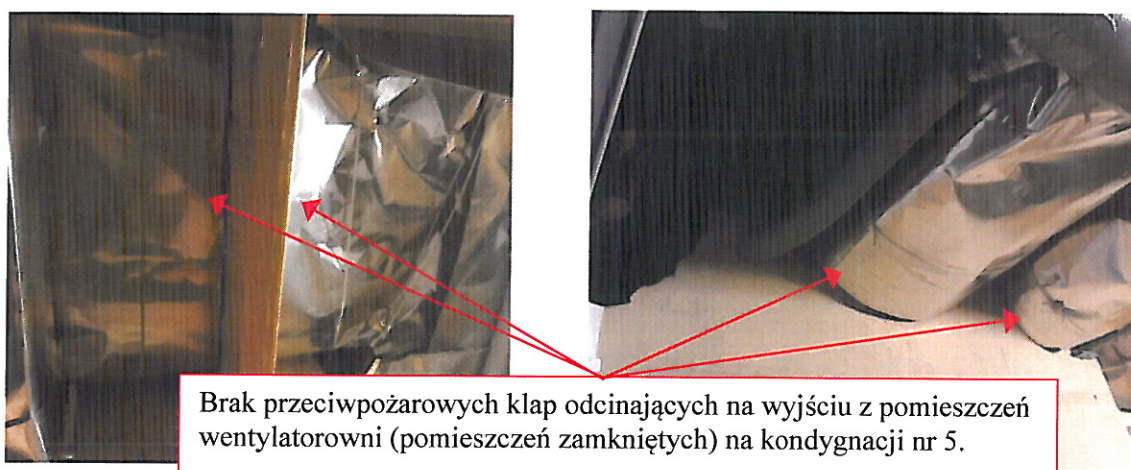 Brak przeciwpożarowych klap odcinających na wyjściu z pomieszczeń
wentylatorowni (pomieszczeń zamkniętych) na kondygnacji nr 5.